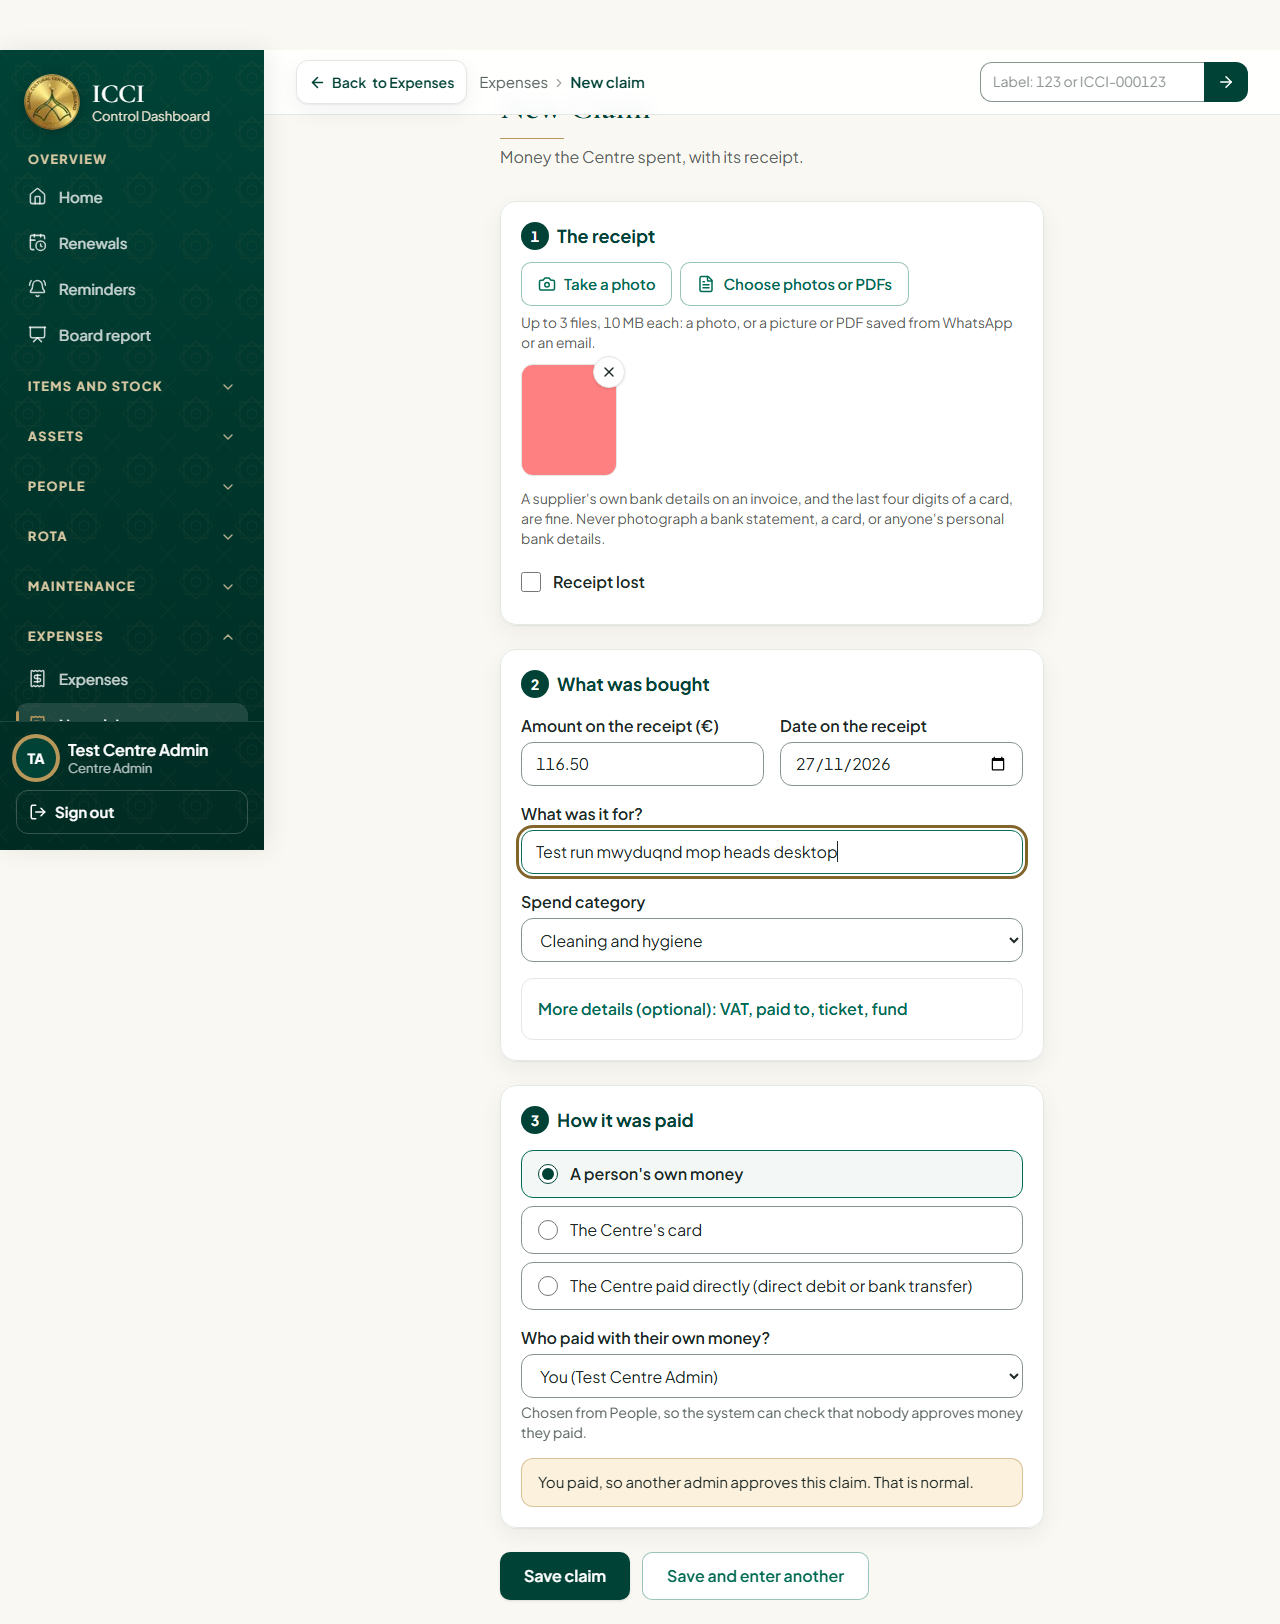 ICCI
Control Dashboard
OVERVIEW
Home
Renewals
Reminders
Board report
ITEMS AND STOCK
ASSETS
PEOPLE
ROTA
MAINTENANCE
EXPENSES
Expenses
TA
Test Centre Admin
Centre Admin
Sign out
Back to Expenses
Expenses > New claim
Label: 123 or ICCI-000123
New Claim
Money the Centre spent, with its receipt.
1 The receipt
Take a photo
Choose photos or PDFs
Up to 3 files, 10 MB each: a photo, or a picture or PDF saved from WhatsApp
or an email.
A supplier's own bank details on an invoice, and the last four digits of a card,
are fine. Never photograph a bank statement, a card, or anyone's personal
bank details.
Receipt lost
2 What was bought
Amount on the receipt (€)
Date on the receipt
116.50
27/11/2026
What was it for?
Test run mwyduqnd mop heads desktop
Spend category
Cleaning and hygiene
More details (optional): VAT, paid to, ticket, fund
3 How it was paid
A person's own money
The Centre's card
The Centre paid directly (direct debit or bank transfer)
Who paid with their own money?
You (Test Centre Admin)
Chosen from People, so the system can check that nobody approves money
they paid.
You paid, so another admin approves this claim. That is normal.
Save claim
Save and enter another